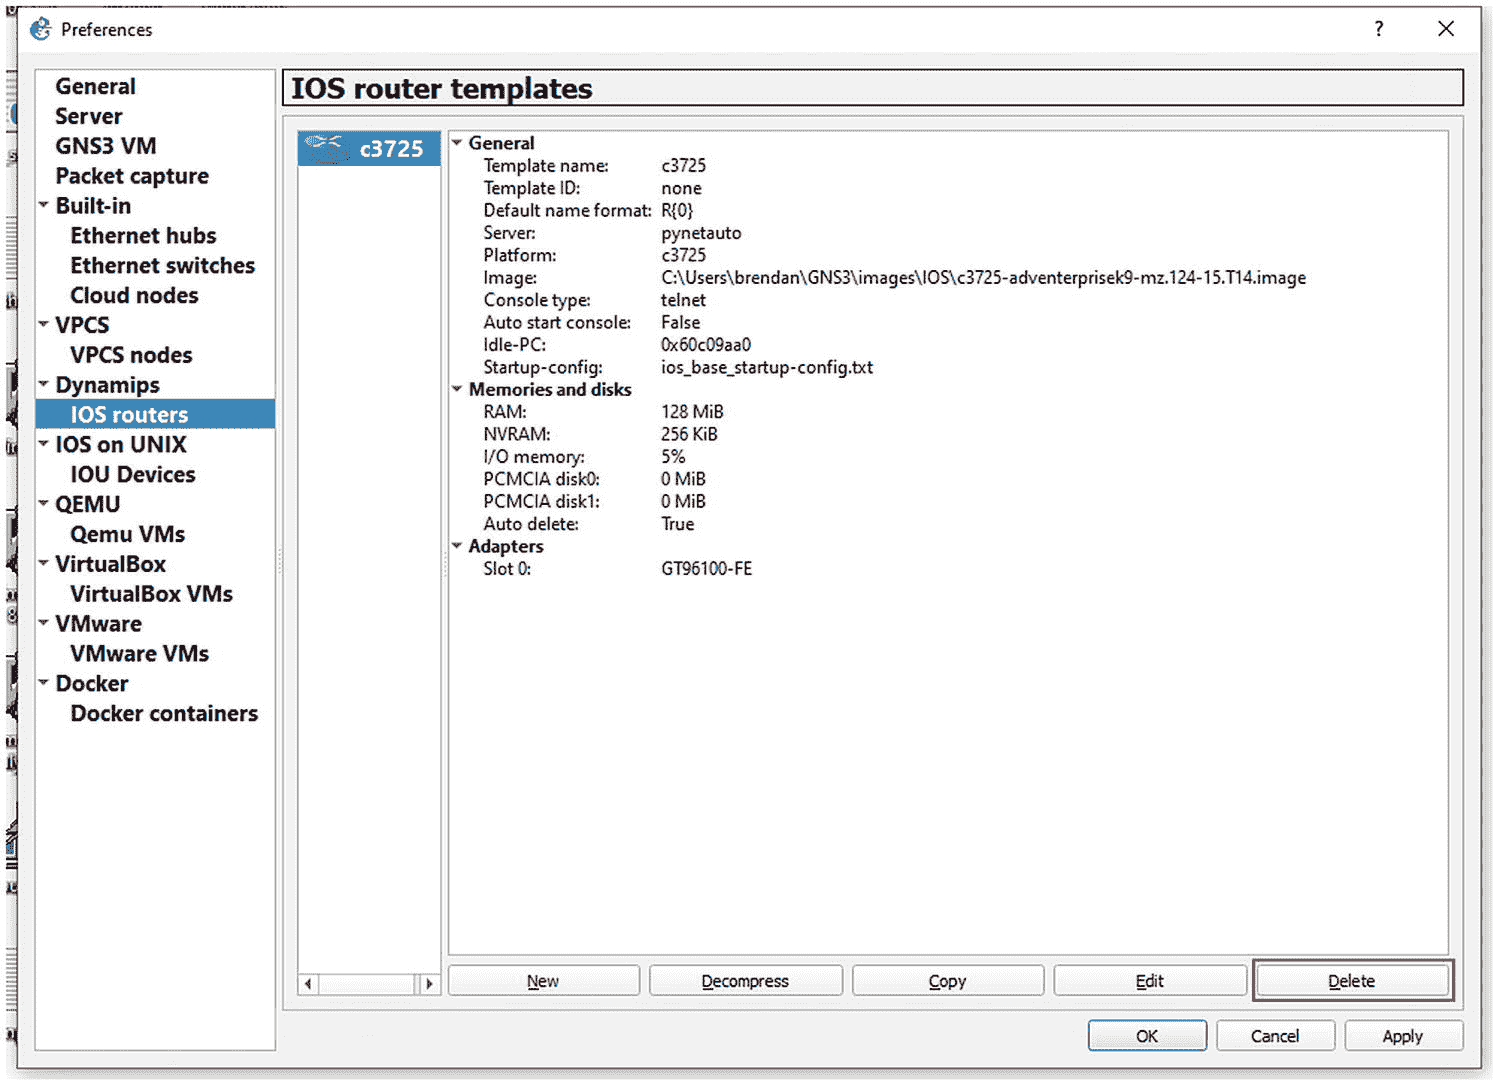 Preferences
?
General
Server
GNS3 VM
Packet capture
Built-in
Ethernet hubs
Ethernet switches
Cloud nodes
VPCS
VPCS nodes
Dynamips
IOS routers
IOS on UNIX
IOU Devices
QEMU
Qemu VMs
VirtualBox
VirtualBox VMs
VMware
VMware VMs
Docker
Docker containers
IOS router templates
c3725
General
Template name: c3725
Template ID: none
Default name format: R{0}
Server: pynetauto
Platform: c3725
Image: C:\Users\brendan\GNS3\images\IOS\c3725-adventerprisek9-mz.124-15.T14.image
Console type: telnet
Auto start console: False
Idle-PC: 0x60c09aa0
Startup-config: ios_base_startup-config.txt
Memories and disks
RAM: 128 MiB
NVRAM: 256 KiB
I/O memory: 5%
PCMCIA disk0: 0 MiB
PCMCIA disk1: 0 MiB
Auto delete: True
Adapters
Slot 0: GT96100-FE
New Decompress Copy Edit Delete
OK Cancel Apply